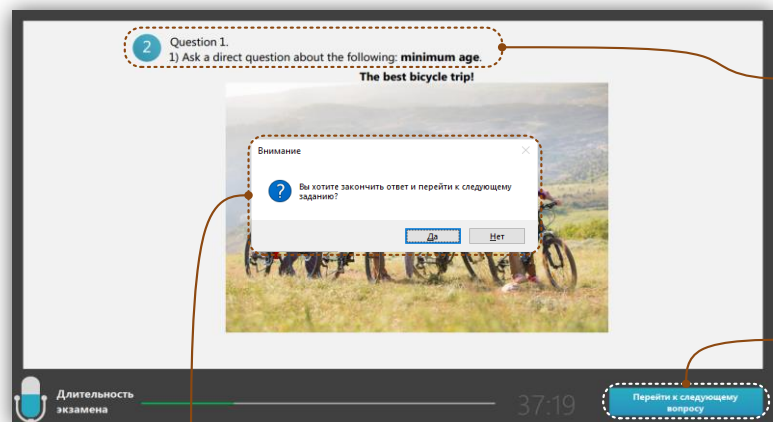 2
Question 1.
1) Ask a direct question about the following: minimum age.
The best bicycle trip!
Внимание
?
Вы хотите закончить ответ и перейти к следующему
заданию?
Да
Нет
Длительность
экзамена
37:19
Перейти к следующему
вопросу